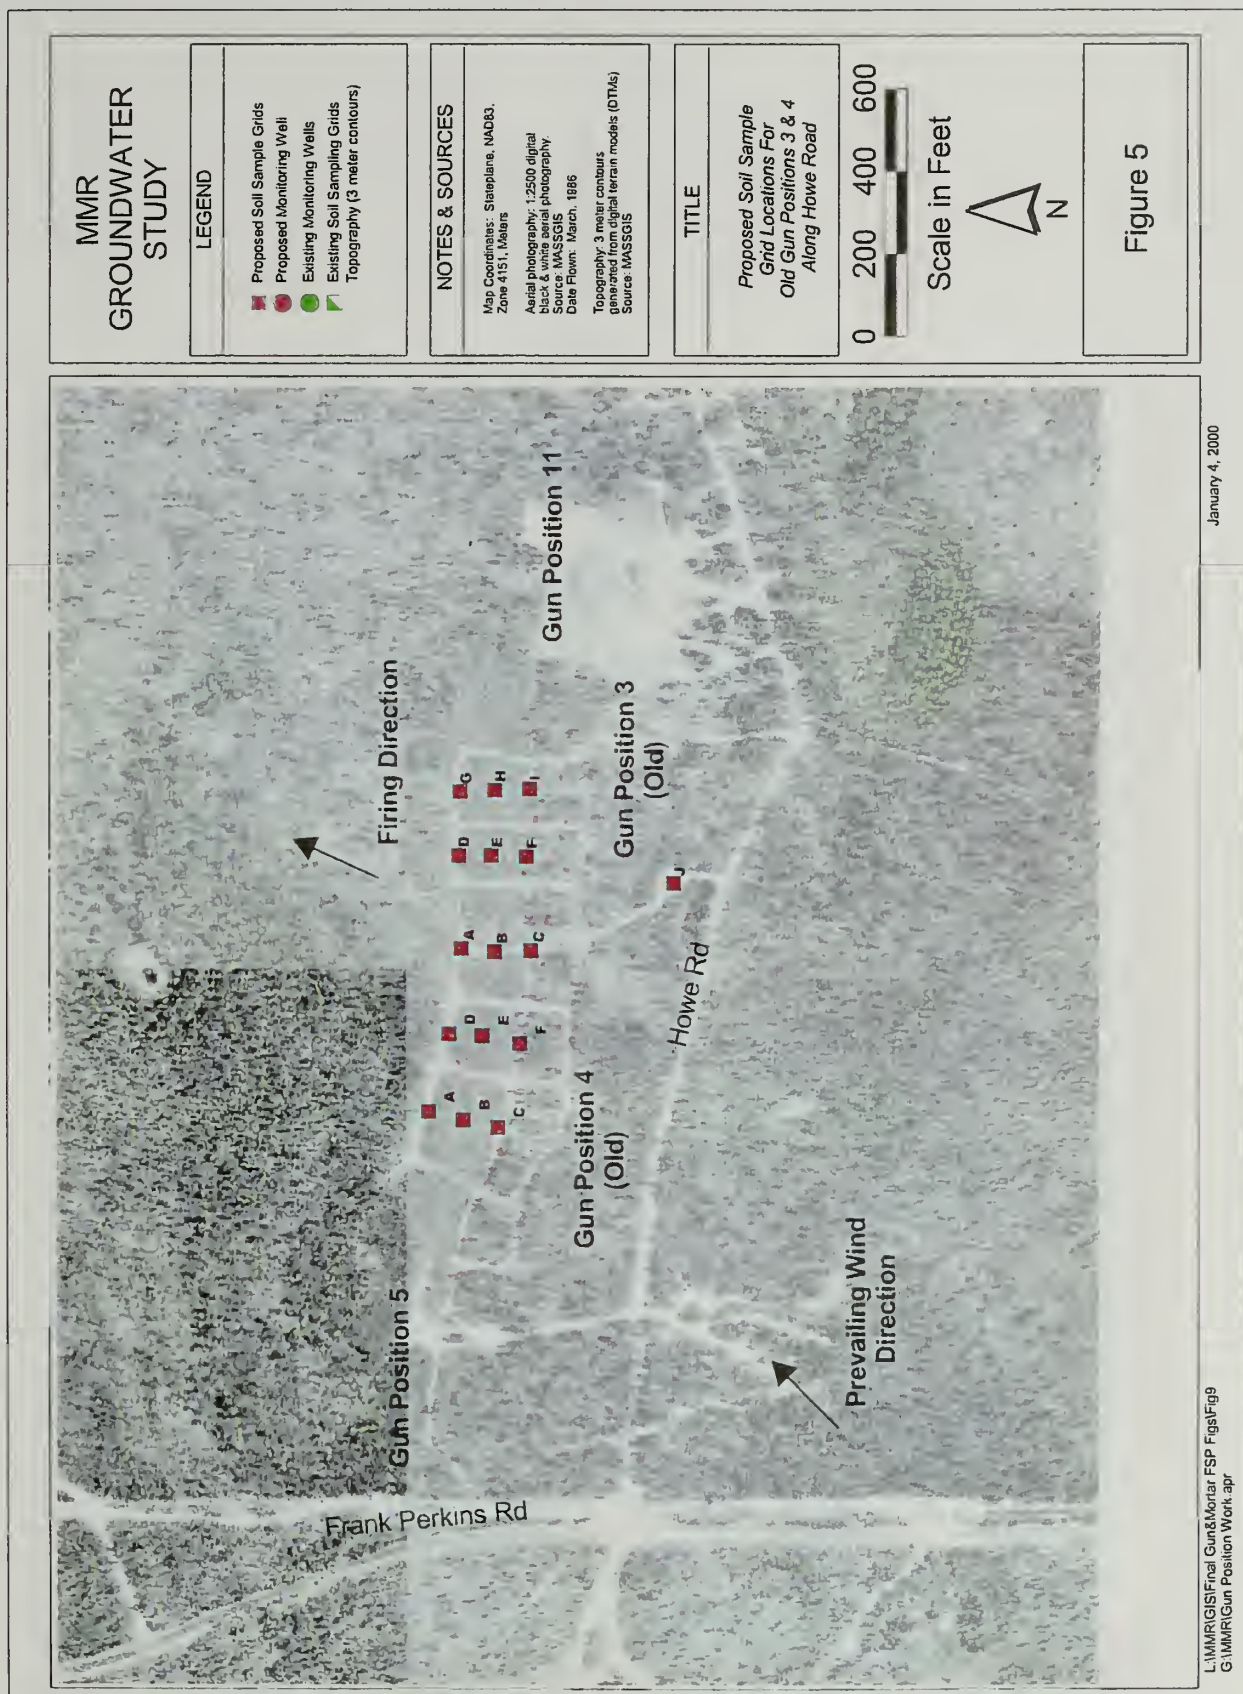 MMR
GROUNDWATER
STUDY
LEGEND
Proposed Soil Sample Grids
Proposed Monitoring Well
Existing Monitoring Wells
Existing Soil Sampling Grids
Topography (3 meter contours)
NOTES & SOURCES
Map Coordinates: Stateplane, NAD83,
Zone 4151, Meters
Aerial photography: 1:2500 digital
black & white aerial photography.
Source: MASSGIS
Date Flown: March, 1986
Topography: 3 meter contours
generated from digital terrain models (DTMs)
Source: MASSGIS
TITLE
Proposed Soil Sample
Grid Locations For
Old Gun Positions 3 & 4
Along Howe Road
0 200 400 600
Scale in Feet
N
Figure 5
Frank Perkins Rd
Gun Position 5
Firing Direction
A
D
A
D
G
B
E
B
E
H
C
F
C
F
I
Gun Position 11
Gun Position 4
(Old)
Gun Position 3
(Old)
J
Howe Rd
Prevailing Wind
Direction
January 4, 2000
L:\MMR\GIS\Final Gun&Mortar FSP Figs\Fig9
G:\MMR\Gun Position Work.apr